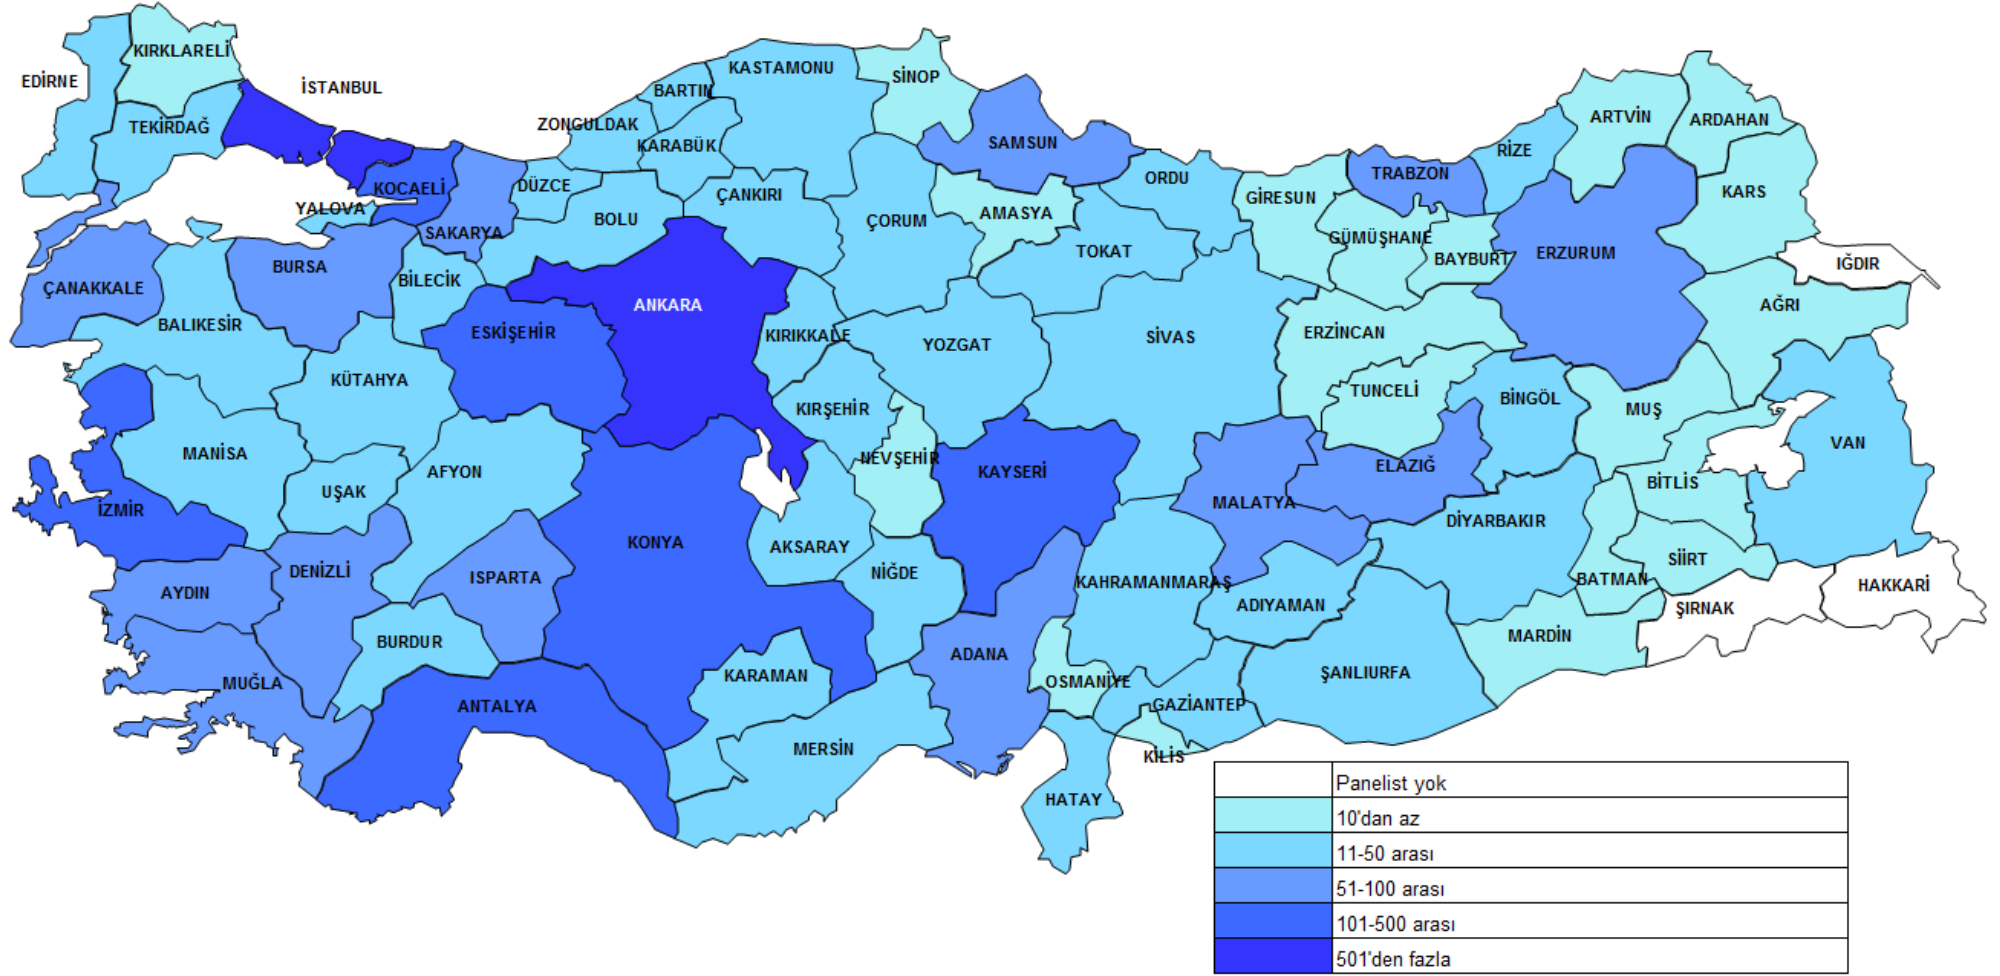 KIRKLARELİ
EDİRNE
İSTANBUL
TEKİRDAĞ
KASTAMONU
BARTIN
SİNOP
ZONGULDAK
KARABÜK
SAMSUN
ARTVİN
ARDAHAN
RİZE
TRABZON
KOCAELİ
DÜZCE
ÇANKIRI
ORDU
GİRESUN
KARS
YALOVA
BOLU
ÇORUM
AMASYA
SAKARYA
GÜMÜŞHANE
TOKAT
BAYBURT
ERZURUM
IĞDIR
BURSA
BİLECİK
ÇANAKKALE
ANKARA
AĞRI
BALIKESİR
ESKİŞEHİR
KIRIKKALE
YOZGAT
SİVAS
ERZİNCAN
KÜTAHYA
TUNCELİ
BİNGÖL
KIRŞEHİR
MUŞ
VAN
MANİSA
AFYON
NEVŞEHİR
KAYSERİ
ELAZIĞ
UŞAK
BİTLİS
MALATYA
İZMİR
DİYARBAKIR
KONYA
AKSARAY
SİİRT
DENİZLİ
ISPARTA
NİĞDE
BATMAN
KAHRAMANMARAŞ
HAKKARİ
AYDIN
ADIYAMAN
ŞIRNAK
MARDİN
BURDUR
ADANA
ŞANLIURFA
KARAMAN
OSMANİYE
MUĞLA
ANTALYA
GAZİANTEP
MERSİN
KİLİS
HATAY
Panelist yok
10'dan az
11-50 arası
51-100 arası
101-500 arası
501'den fazla